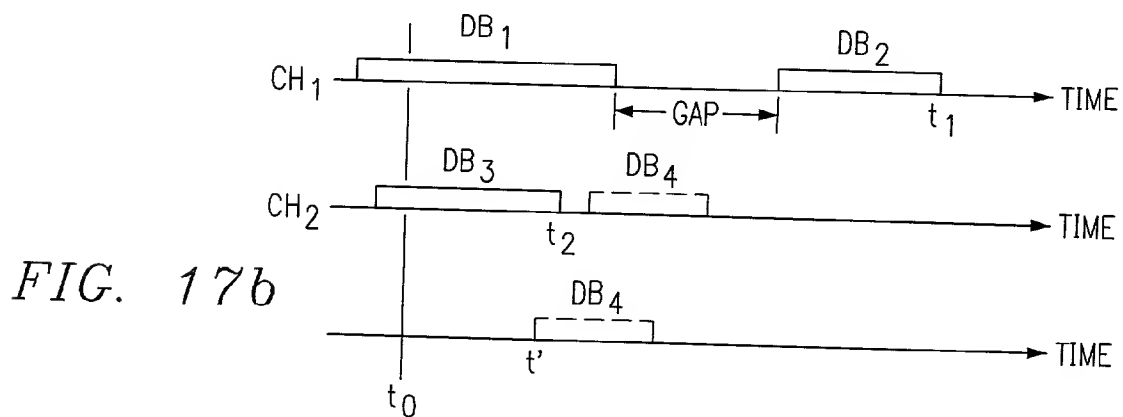 DB₁
DB₂
CH₁
TIME
GAP
t₁
DB₃
DB₄
CH₂
TIME
t₂
FIG. 17b
DB₄
TIME
t'
t₀